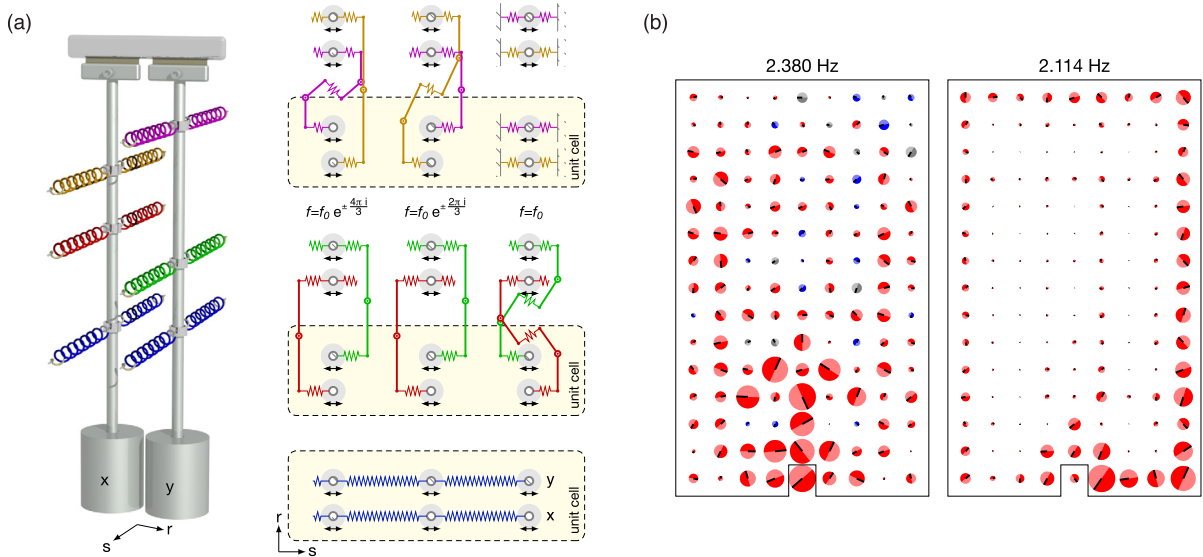 (a)
x
y
s
r
unit cell
f=f0 e± 4π i/3
f=f0 e± 2π i/3
f=f0
unit cell
y
x
unit cell
r
s
(b)
2.380 Hz
2.114 Hz